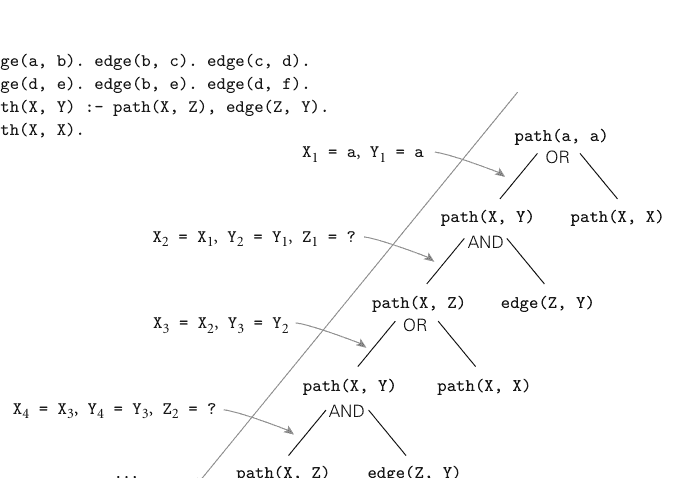 ge(a, b). edge(b, c). edge(c, d).
ge(d, e). edge(b, e). edge(d, f).
th(X, Y) :- path(X, Z), edge(Z, Y).
th(X, X).
path(a, a)
X₁ = a, Y₁ = a
OR
path(X, Y) path(X, X)
X₂ = X₁, Y₂ = Y₁, Z₁ = ?
AND
path(X, Z) edge(Z, Y)
X₃ = X₂, Y₃ = Y₂
OR
path(X, Y) path(X, X)
X₄ = X₃, Y₄ = Y₃, Z₂ = ?
AND
... path(X, Z) edge(Z, Y)